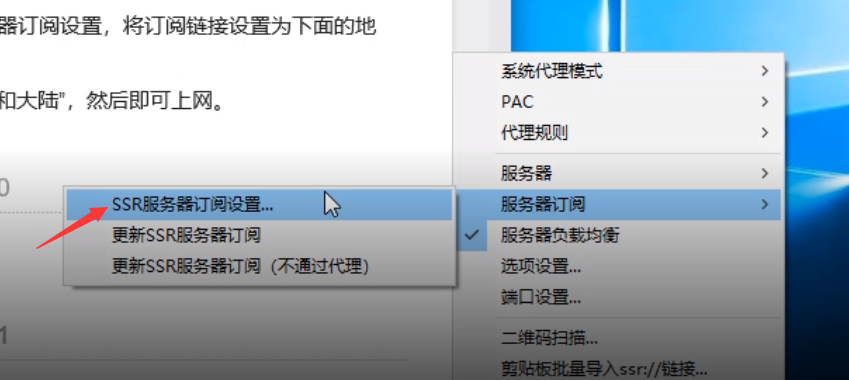 器订阅设置，将订阅链接设置为下面的地
和大陆"，然后即可上网。
0
1
系统代理模式
PAC
代理规则
服务器
服务器订阅
服务器负载均衡
选项设置...
端口设置...
二维码扫描...
剪贴板批量导入ssr://链接...
SSR服务器订阅设置...
更新SSR服务器订阅
更新SSR服务器订阅（不通过代理）